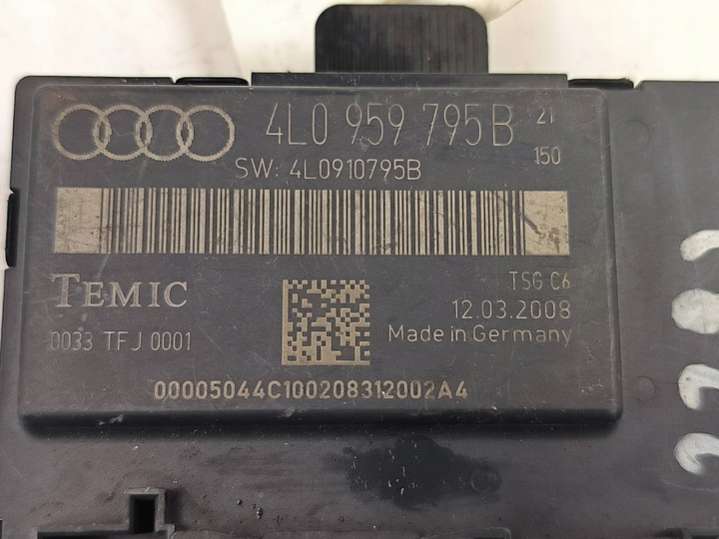 4L0 959 795B 21
150
SW: 4L0910795B
TEMIC
TSG C6
12.03.2008
0033 TFJ 0001
Made in Germany
00005044C100208312002A4